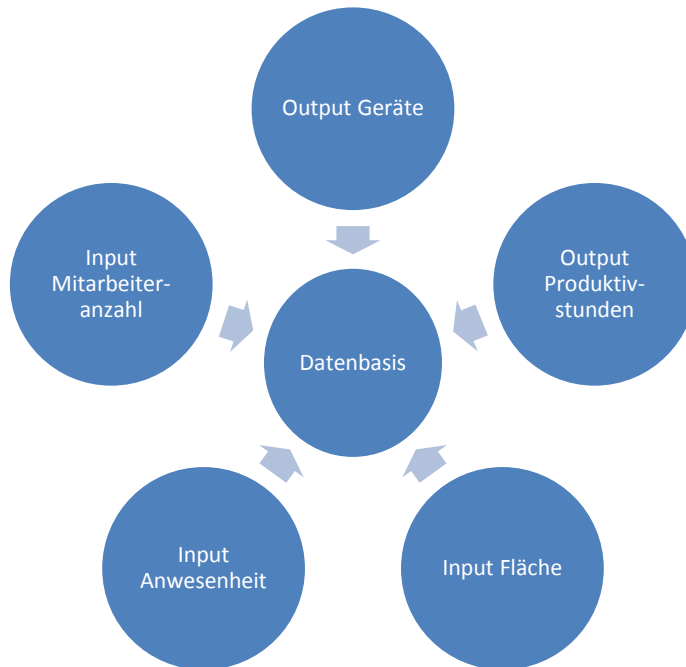 Output Geräte
Input
Mitarbeiter-
anzahl
Output
Produktiv-
stunden
Datenbasis
Input
Anwesenheit
Input Fläche